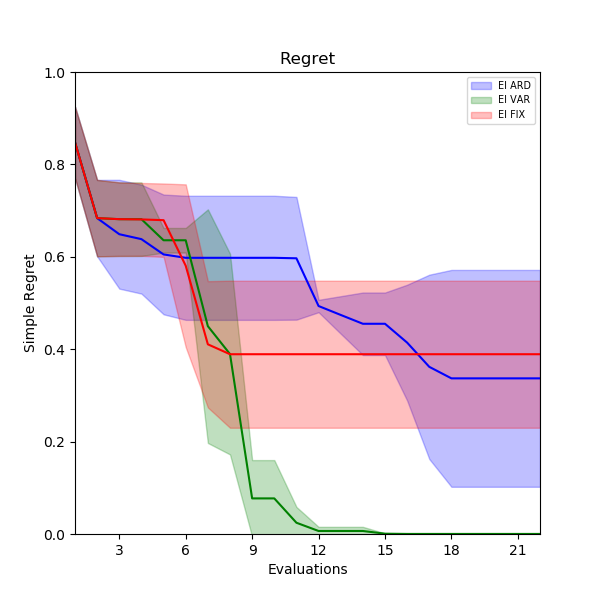 Regret
1.0
0.8
0.6
0.4
0.2
0.0
Simple Regret
EI ARD
EI VAR
EI FIX
3 6 9 12 15 18 21
Evaluations